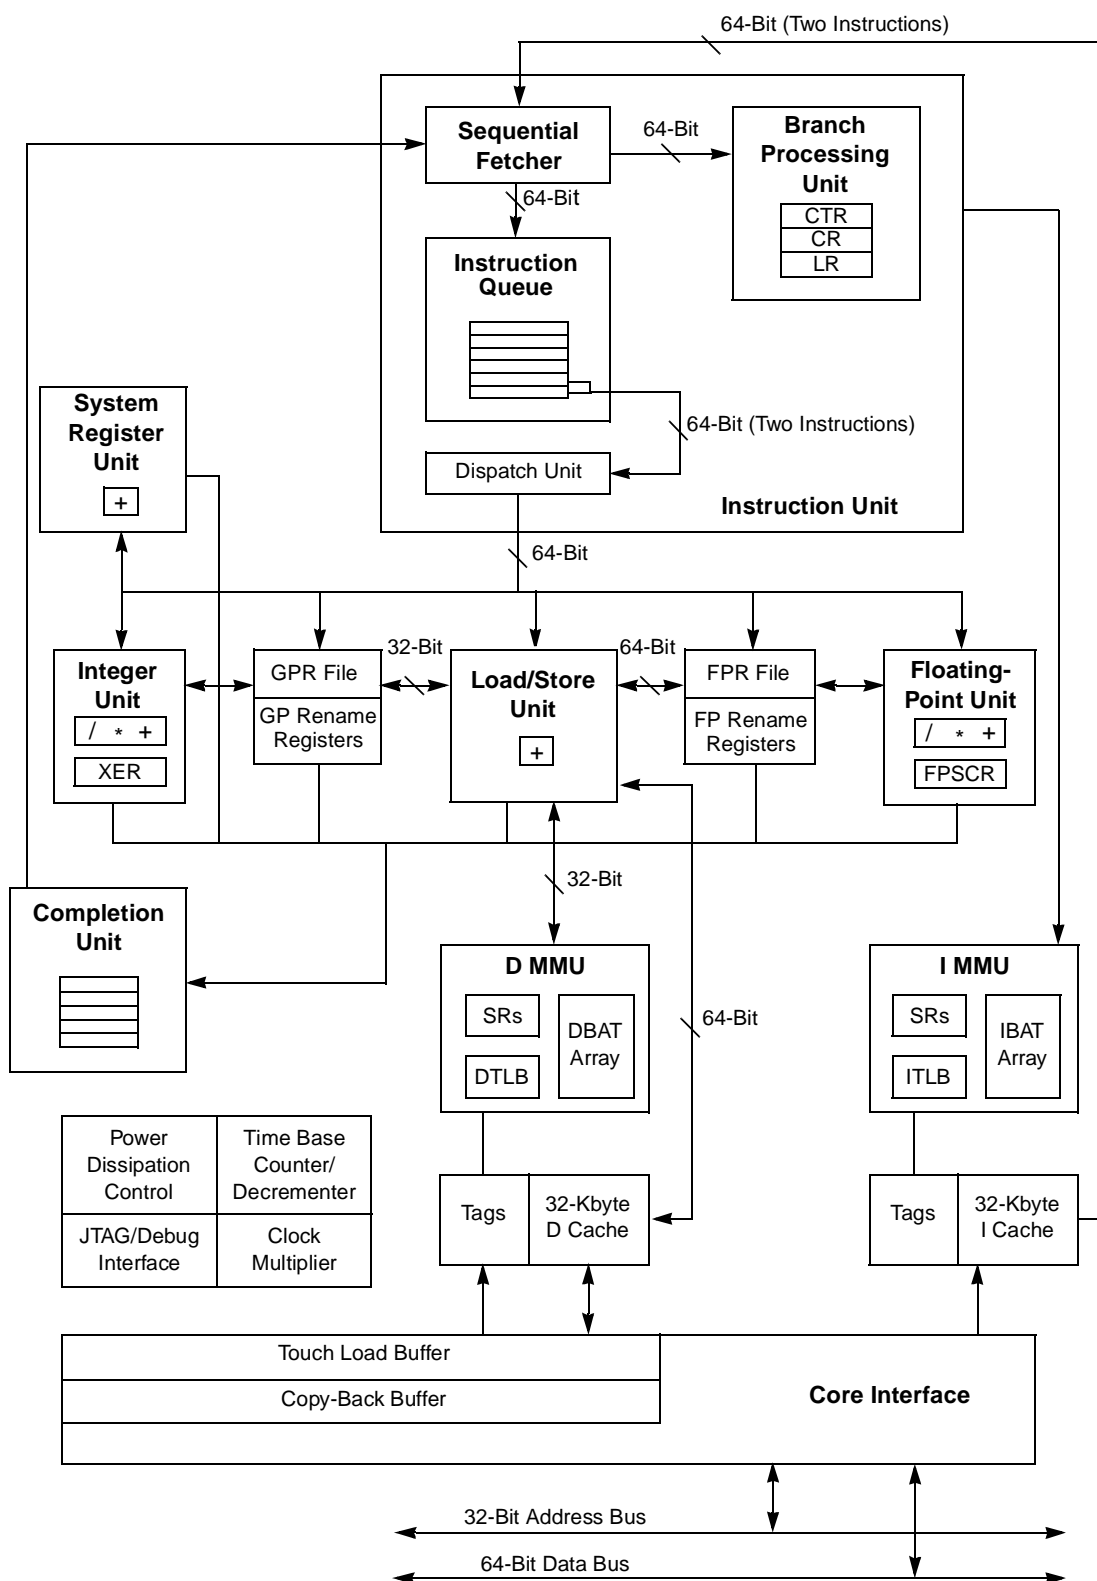 64-Bit (Two Instructions)
Sequential
Fetcher
64-Bit
Branch
Processing
Unit
CTR
CR
LR
64-Bit
Instruction
Queue
64-Bit (Two Instructions)
Dispatch Unit
Instruction Unit
System
Register
Unit
+
64-Bit
Integer
Unit
/ * +
XER
GPR File
GP Rename
Registers
32-Bit
Load/Store
Unit
+
64-Bit
FPR File
FP Rename
Registers
Floating-
Point Unit
/ * +
FPSCR
32-Bit
Completion
Unit
D MMU
SRs
DTLB
DBAT
Array
64-Bit
I MMU
SRs
ITLB
IBAT
Array
Power
Dissipation
Control
Time Base
Counter/
Decrementer
JTAG/Debug
Interface
Clock
Multiplier
Tags
32-Kbyte
D Cache
Tags
32-Kbyte
I Cache
Touch Load Buffer
Copy-Back Buffer
Core Interface
32-Bit Address Bus
64-Bit Data Bus